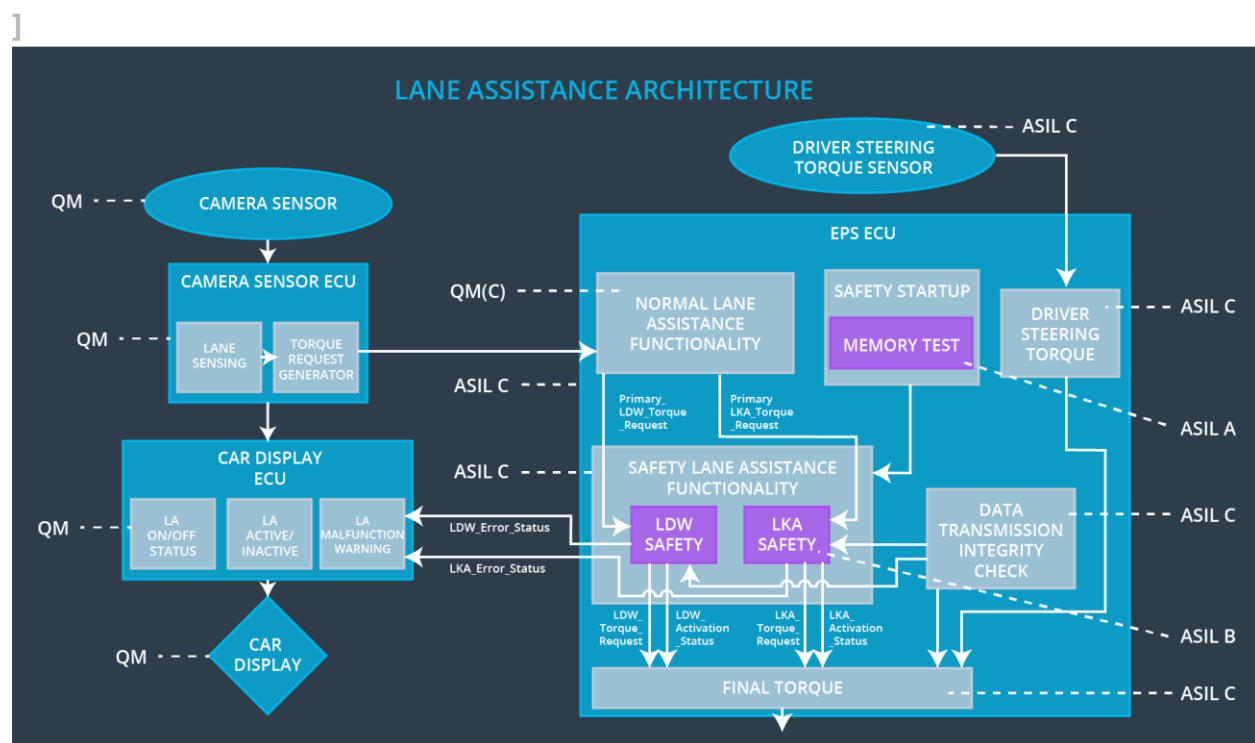 ]
LANE ASSISTANCE ARCHITECTURE
ASIL C
DRIVER STEERING
TORQUE SENSOR
QM
CAMERA SENSOR
EPS ECU
CAMERA SENSOR ECU
QM
LANE
SENSING
TORQUE
REQUEST
GENERATOR
QM(C)
NORMAL LANE
ASSISTANCE
FUNCTIONALITY
SAFETY STARTUP
MEMORY TEST
DRIVER
STEERING
TORQUE
ASIL C
ASIL C
Primary_
LDW_Torque
_Request
Primary
LKA_Torque
_Request
ASIL A
CAR DISPLAY
ECU
QM
LA
ON/OFF
STATUS
LA
ACTIVE/
INACTIVE
LA
MALFUNCTION
WARNING
ASIL C
SAFETY LANE ASSISTANCE
FUNCTIONALITY
LDW
SAFETY
LKA
SAFETY
DATA
TRANSMISSION
INTEGRITY
CHECK
ASIL C
LDW_Error_Status
LKA_Error_Status
LDW_
Torque_
Request
LDW_
Activation
_Status
LKA_
Torque_
Request
LKA_
Activation
_Status
ASIL B
QM
CAR
DISPLAY
FINAL TORQUE
ASIL C